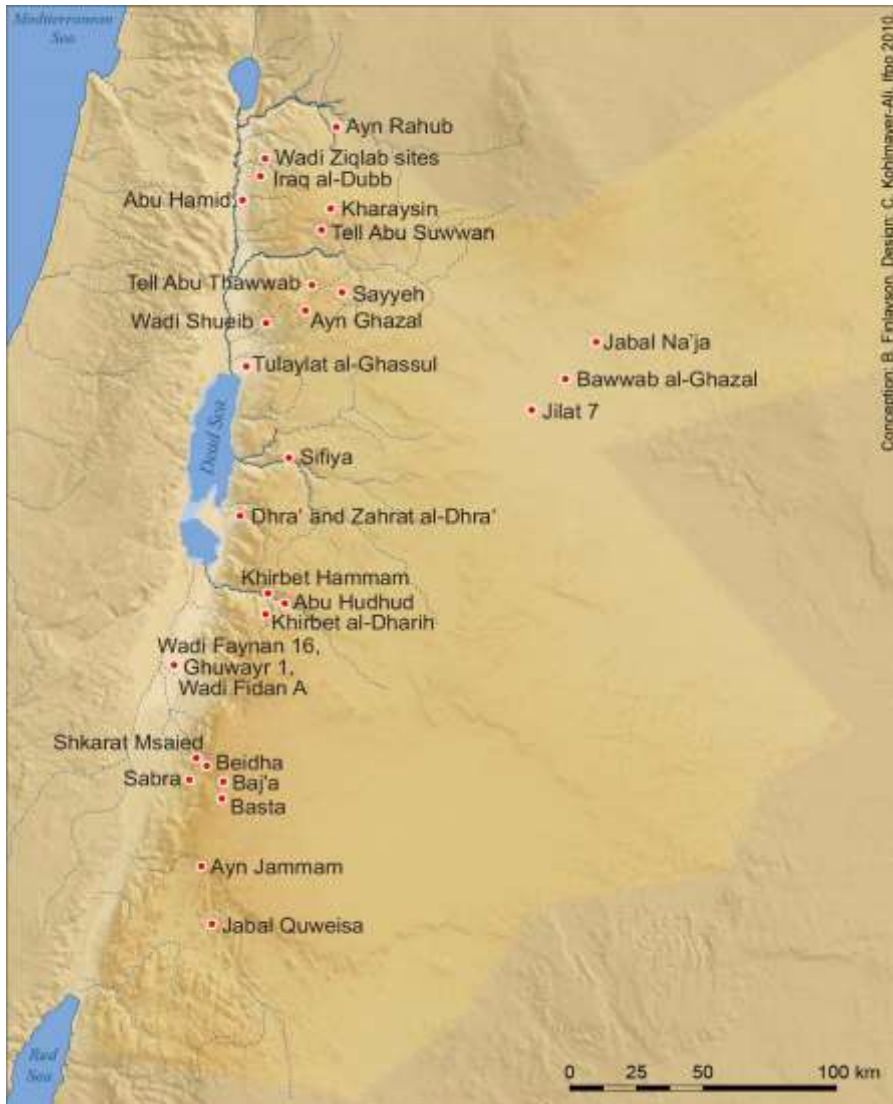 Mediterranean
Sea
Ayn Rahub
Wadi Ziqlab sites
Iraq al-Dubb
Abu Hamid
Kharaysin
Tell Abu Suwwan
Tell Abu Thawwab
Sayyeh
Wadi Shueib
Ayn Ghazal
Jabal Na'ja
Tulaylat al-Ghassul
Bawwab al-Ghazal
Jilat 7
Dead Sea
Sifiya
Dhra' and Zahrat al-Dhra'
Khirbet Hammam
Abu Hudhud
Khirbet al-Dharih
Wadi Faynan 16,
Ghuwayr 1,
Wadi Fidan A
Shkarat Msaied
Beidha
Sabra
Baj'a
Basta
Ayn Jammam
Jabal Quweisa
Red
Sea
0 25 50 100 km
Conception: B. Finlayson, Design: C. Kohlmayer-Ali, Ifpo 2010